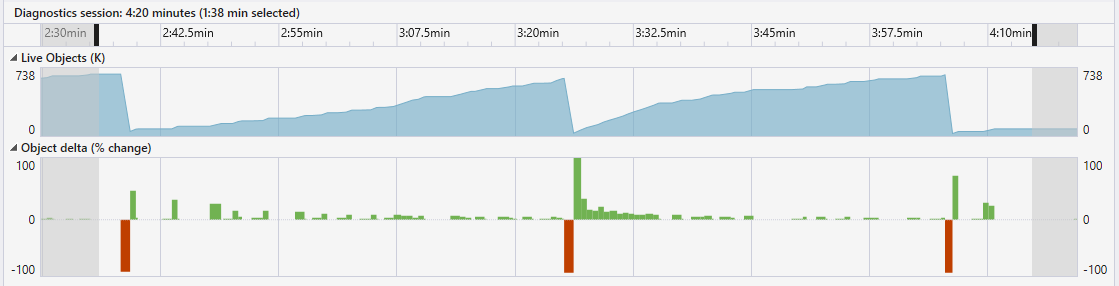 Diagnostics session: 4:20 minutes (1:38 min selected)
2:30min 2:42.5min 2:55min 3:07.5min 3:20min 3:32.5min 3:45min 3:57.5min 4:10min
Live Objects (K)
738 738
0 0
Object delta (% change)
100 100
0 0
-100 -100